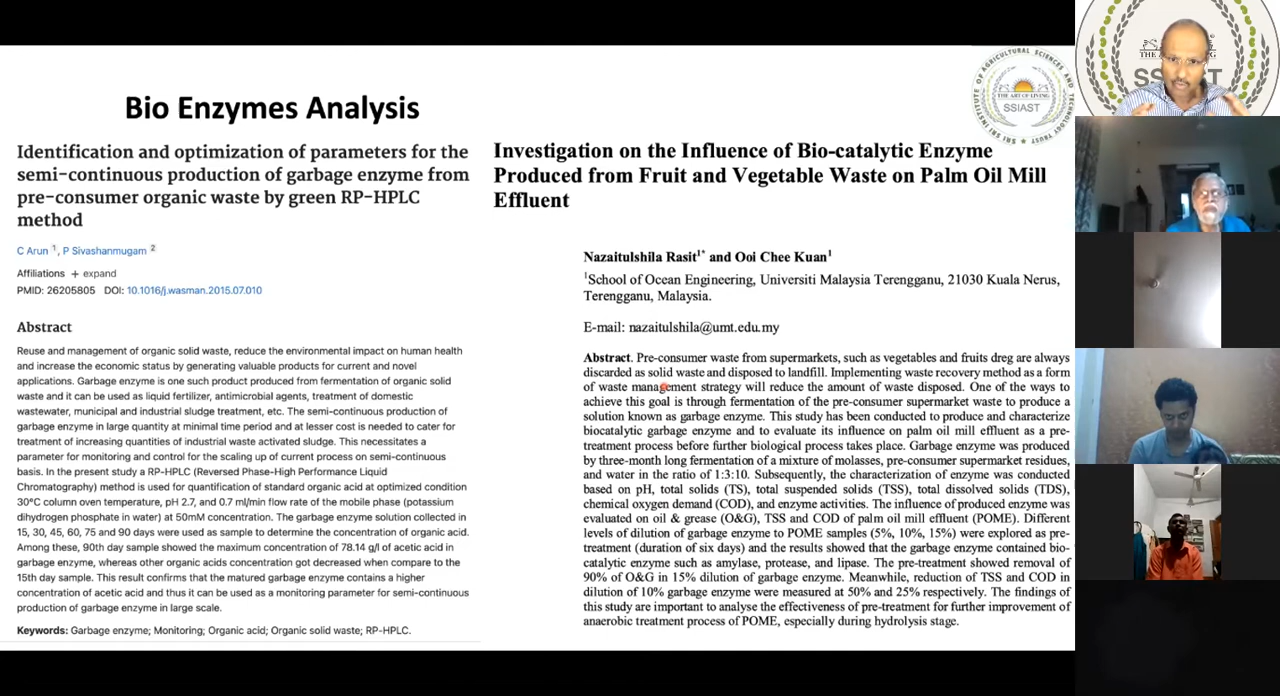 Bio Enzymes Analysis
Identification and optimization of parameters for the
semi-continuous production of garbage enzyme from
pre-consumer organic waste by green RP-HPLC
method
C Arun 1, P Sivashanmugam 2
Affiliations + expand
PMID: 26205805 DOI: 10.1016/j.wasman.2015.07.010
Abstract
Reuse and management of organic solid waste, reduce the environmental impact on human health
and increase the economic status by generating valuable products for current and novel
applications. Garbage enzyme is one such product produced from fermentation of organic solid
waste and it can be used as liquid fertilizer, antimicrobial agents, treatment of domestic
wastewater, municipal and industrial sludge treatment, etc. The semi-continuous production of
garbage enzyme in large quantity at minimal time period and at lesser cost is needed to cater for
treatment of increasing quantities of industrial waste activated sludge. This necessitates a
parameter for monitoring and control for the scaling up of current process on semi-continuous
basis. In the present study a RP-HPLC (Reversed Phase-High Performance Liquid
Chromatography) method is used for quantification of standard organic acid at optimized condition
30°C column oven temperature, pH 2.7, and 0.7 ml/min flow rate of the mobile phase (potassium
dihydrogen phosphate in water) at 50mM concentration. The garbage enzyme solution collected in
15, 30, 45, 60, 75 and 90 days were used as sample to determine the concentration of organic acid.
Among these, 90th day sample showed the maximum concentration of 78.14 g/l of acetic acid in
garbage enzyme, whereas other organic acids concentration got decreased when compare to the
15th day sample. This result confirms that the matured garbage enzyme contains a higher
concentration of acetic acid and thus it can be used as a monitoring parameter for semi-continuous
production of garbage enzyme in large scale.
Keywords: Garbage enzyme; Monitoring; Organic acid; Organic solid waste; RP-HPLC.
SRI SRI INSTITUTE OF AGRICULTURAL SCIENCES AND TECHNOLOGY TRUST
THE ART OF LIVING
SSIAST
Investigation on the Influence of Bio-catalytic Enzyme
Produced from Fruit and Vegetable Waste on Palm Oil Mill
Effluent
Nazaitulshila Rasit1* and Ooi Chee Kuan1
1School of Ocean Engineering, Universiti Malaysia Terengganu, 21030 Kuala Nerus,
Terengganu, Malaysia.
E-mail: nazaitulshila@umt.edu.my
Abstract. Pre-consumer waste from supermarkets, such as vegetables and fruits dreg are always
discarded as solid waste and disposed to landfill. Implementing waste recovery method as a form
of waste management strategy will reduce the amount of waste disposed. One of the ways to
achieve this goal is through fermentation of the pre-consumer supermarket waste to produce a
solution known as garbage enzyme. This study has been conducted to produce and characterize
biocatalytic garbage enzyme and to evaluate its influence on palm oil mill effluent as a pre-
treatment process before further biological process takes place. Garbage enzyme was produced
by three-month long fermentation of a mixture of molasses, pre-consumer supermarket residues,
and water in the ratio of 1:3:10. Subsequently, the characterization of enzyme was conducted
based on pH, total solids (TS), total suspended solids (TSS), total dissolved solids (TDS),
chemical oxygen demand (COD), and enzyme activities. The influence of produced enzyme was
evaluated on oil & grease (O&G), TSS and COD of palm oil mill effluent (POME). Different
levels of dilution of garbage enzyme to POME samples (5%, 10%, 15%) were explored as pre-
treatment (duration of six days) and the results showed that the garbage enzyme contained bio-
catalytic enzyme such as amylase, protease, and lipase. The pre-treatment showed removal of
90% of O&G in 15% dilution of garbage enzyme. Meanwhile, reduction of TSS and COD in
dilution of 10% garbage enzyme were measured at 50% and 25% respectively. The findings of
this study are important to analyse the effectiveness of pre-treatment for further improvement of
anaerobic treatment process of POME, especially during hydrolysis stage.